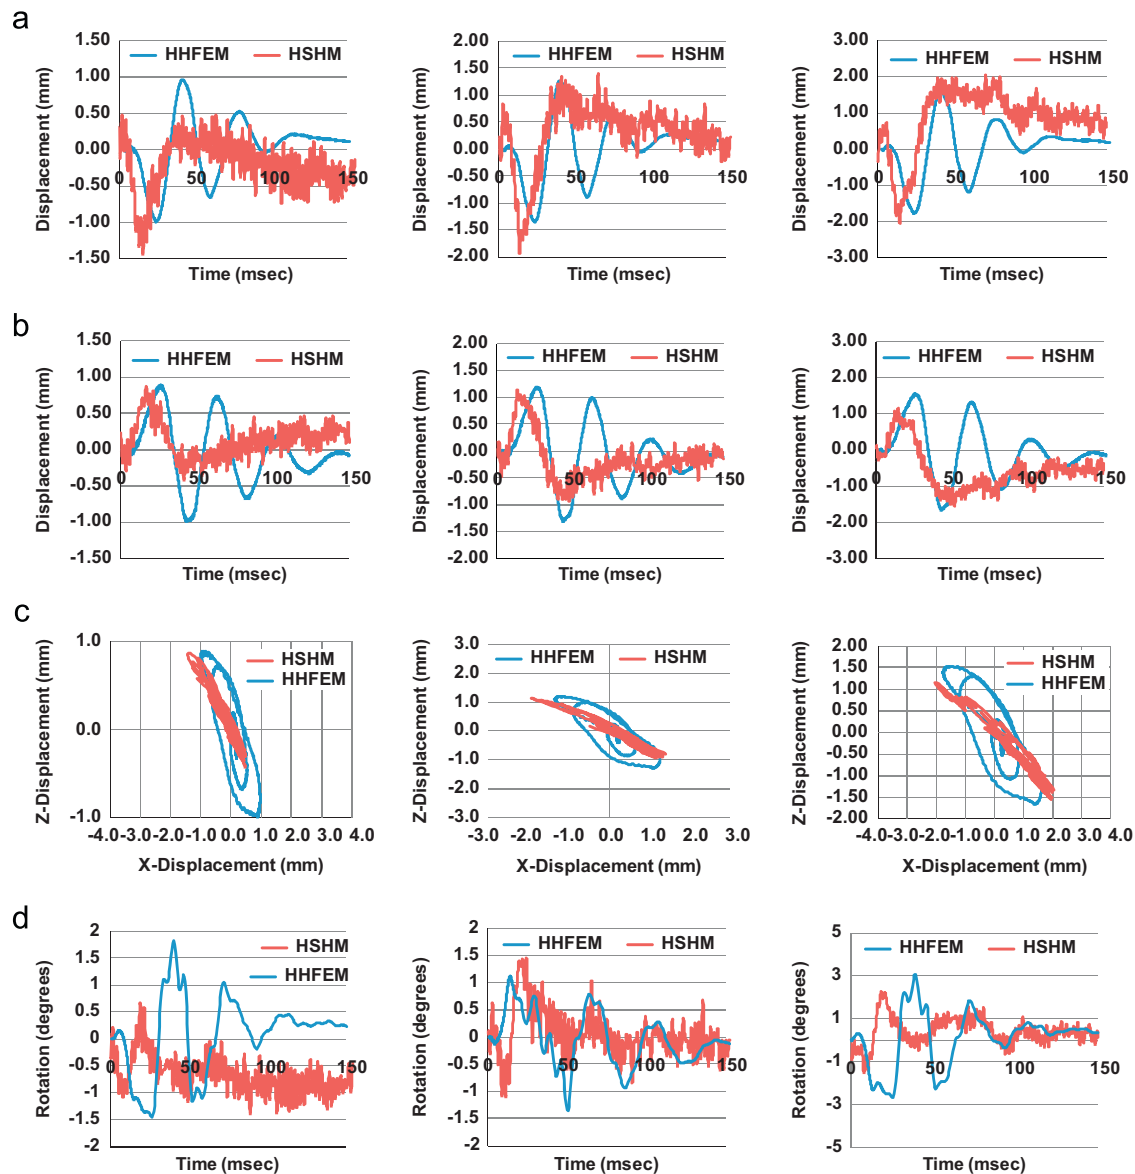 a
1.50
1.00
0.50
0.00
-0.50
-1.00
-1.50
Displacement (mm)
HHFEM HSHM
0 50 100 150
Time (msec)
2.00
1.50
1.00
0.50
0.00
-0.50
-1.00
-1.50
-2.00
Displacement (mm)
HHFEM HSHM
0 50 100 150
Time (msec)
3.00
2.00
1.00
0.00
-1.00
-2.00
-3.00
Displacement (mm)
HHFEM HSHM
0 50 100 150
Time (msec)
b
1.50
1.00
0.50
0.00
-0.50
-1.00
-1.50
Displacement (mm)
HHFEM HSHM
0 50 100 150
Time (msec)
2.00
1.50
1.00
0.50
0.00
-0.50
-1.00
-1.50
-2.00
Displacement (mm)
HHFEM HSHM
0 50 100 150
Time (msec)
3.00
2.00
1.00
0.00
-1.00
-2.00
-3.00
Displacement (mm)
HHFEM HSHM
0 50 100 150
Time (msec)
c
1.0
0.0
-1.0
Z-Displacement (mm)
HSHM
HHFEM
-4.0 -3.0 -2.0 -1.0 0.0 1.0 2.0 3.0 4.0
X-Displacement (mm)
3.0
2.0
1.0
0.0
-1.0
-2.0
-3.0
Z-Displacement (mm)
HHFEM HSHM
-3.0 -2.0 -1.0 0.0 1.0 2.0 3.0
X-Displacement (mm)
2.00
1.50
1.00
0.50
0.00
-0.50
-1.00
-1.50
-2.00
Z-Displacement (mm)
HSHM
HHFEM
-4.0 -3.0 -2.0 -1.0 0.0 1.0 2.0 3.0 4.0
X-Displacement (mm)
d
2
1.5
1
0.5
0
-0.5
-1
-1.5
-2
Rotation (degrees)
HSHM
HHFEM
0 50 100 150
Time (msec)
2
1.5
1
0.5
0
-0.5
-1
-1.5
-2
Rotation (degrees)
HHFEM HSHM
0 50 100 150
Time (msec)
5
3
1
-1
-3
-5
Rotation (degrees)
HHFEM HSHM
0 50 100 150
Time (msec)